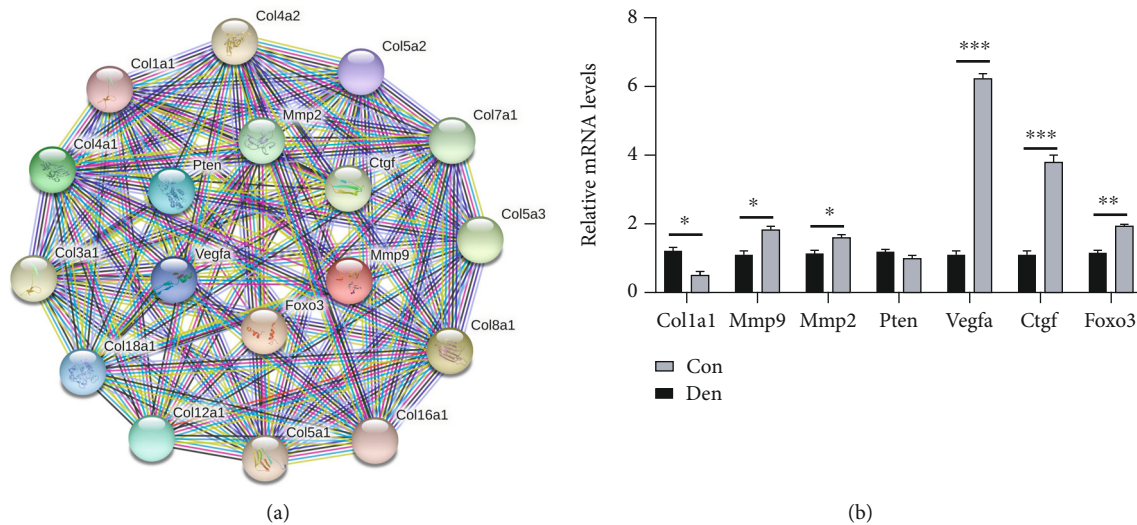 Col4a2
Col5a2
Col1a1
Col7a1
Mmp2
Col4a1
Pten
Ctgf
Col5a3
Col3a1
Vegfa
Mmp9
Foxo3
Col8a1
Col18a1
Col12a1
Col16a1
Col5a1
(a)
Relative mRNA levels
8
6
4
2
0
*
*
*
***
***
**
Col1a1 Mmp9 Mmp2 Pten Vegfa Ctgf Foxo3
Con
Den
(b)